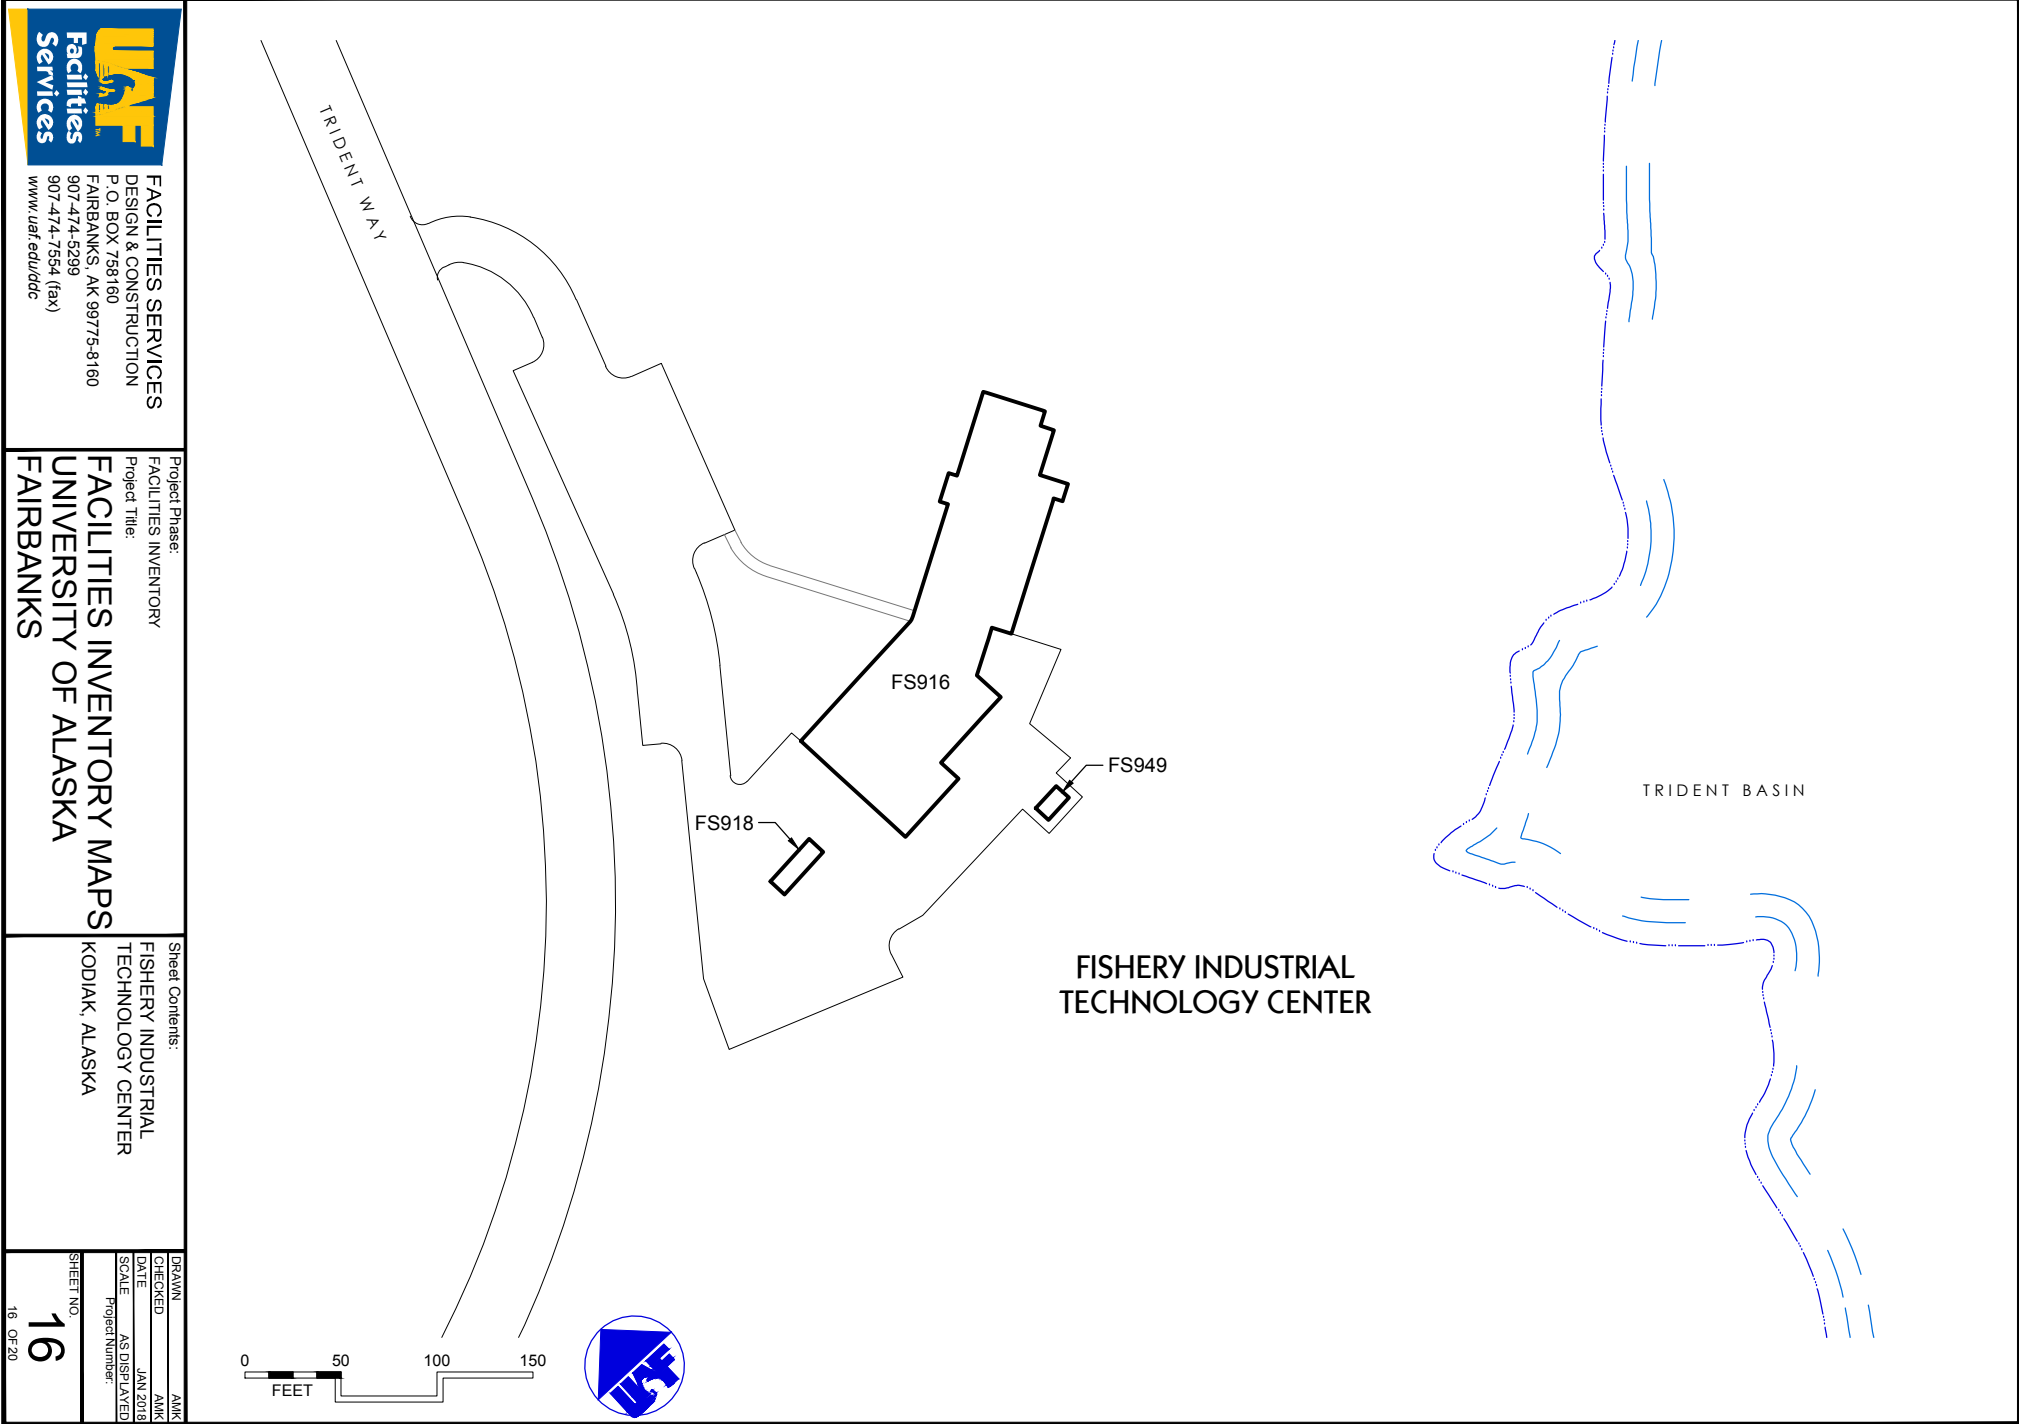 UAF
TM
Facilities
Services
FACILITIES SERVICES
DESIGN & CONSTRUCTION
P.O. BOX 758160
FAIRBANKS, AK 99775-8160
907-474-5299
907-474-7554 (fax)
www.uaf.edu/ddc
Project Phase:
FACILITIES INVENTORY
Project Title:
FACILITIES INVENTORY MAPS
UNIVERSITY OF ALASKA
FAIRBANKS
Sheet Contents:
FISHERY INDUSTRIAL
TECHNOLOGY CENTER
KODIAK, ALASKA
DRAWN AMK
CHECKED AMK
DATE JAN 2018
SCALE AS DISPLAYED
Project Number:
SHEET NO.
16
16 OF 20
TRIDENT WAY
FS916
FS949
FS918
TRIDENT BASIN
FISHERY INDUSTRIAL
TECHNOLOGY CENTER
0 50 100 150
FEET
UAF